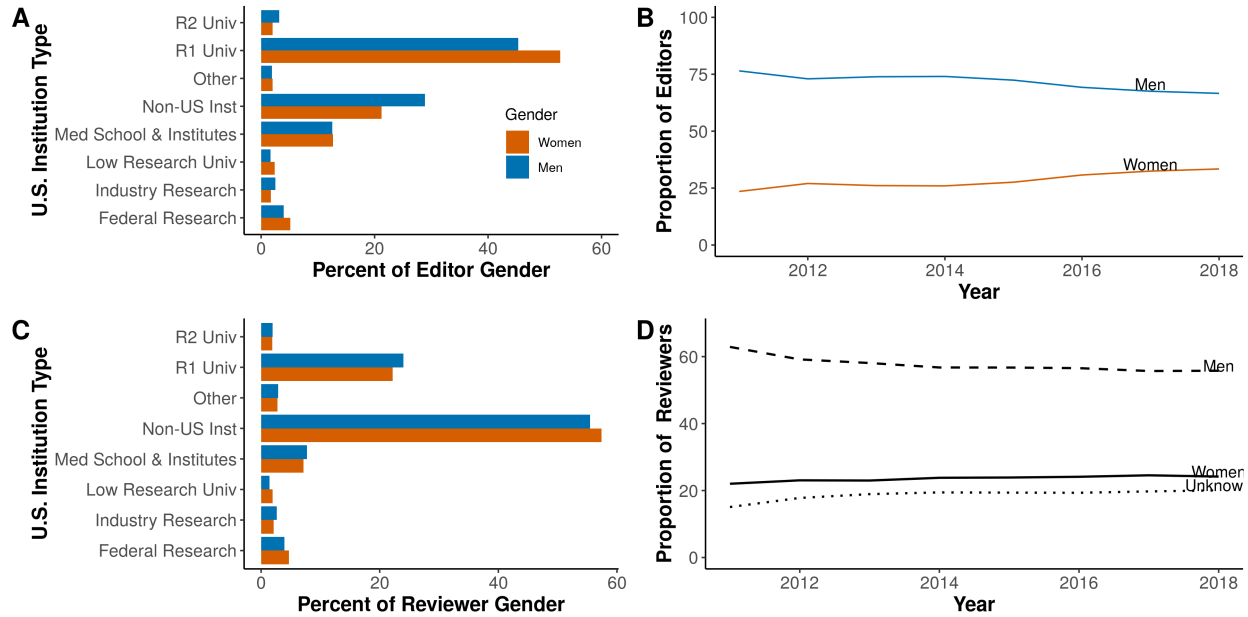 A
U.S. Institution Type
R2 Univ
R1 Univ
Other
Non-US Inst
Med School & Institutes
Low Research Univ
Industry Research
Federal Research
0 20 40 60
Percent of Editor Gender
Gender
Women
Men
B
Proportion of Editors
100
75
50
25
0
Men
Women
2012 2014 2016 2018
Year
C
U.S. Institution Type
R2 Univ
R1 Univ
Other
Non-US Inst
Med School & Institutes
Low Research Univ
Industry Research
Federal Research
0 20 40 60
Percent of Reviewer Gender
D
Proportion of Reviewers
60
40
20
0
Men
Women
Unknow
2012 2014 2016 2018
Year